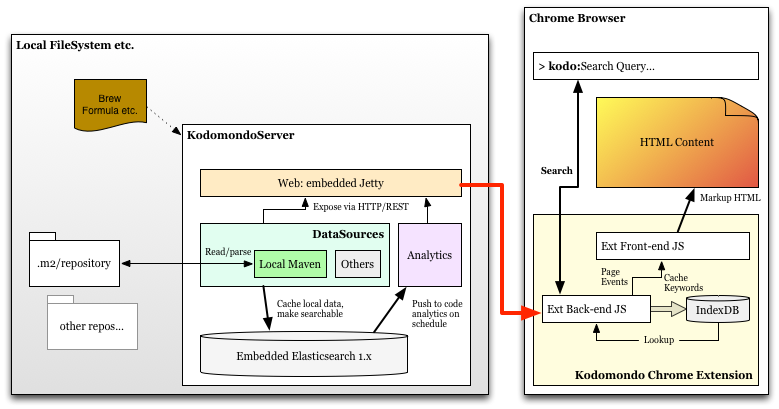 Local FileSystem etc.
Brew
Formula etc.
KodomondoServer
Web: embedded Jetty
Expose via HTTP/REST
DataSources
Read/parse
Local Maven
Others
Analytics
.m2/repository
other repos...
Cache local data,
make searchable
Push to code
analytics on
schedule
Embedded Elasticsearch 1.x
Chrome Browser
> kodo:Search Query...
HTML Content
Search
Markup HTML
Ext Front-end JS
Page
Events
Cache
Keywords
Ext Back-end JS
IndexDB
Lookup
Kodomondo Chrome Extension